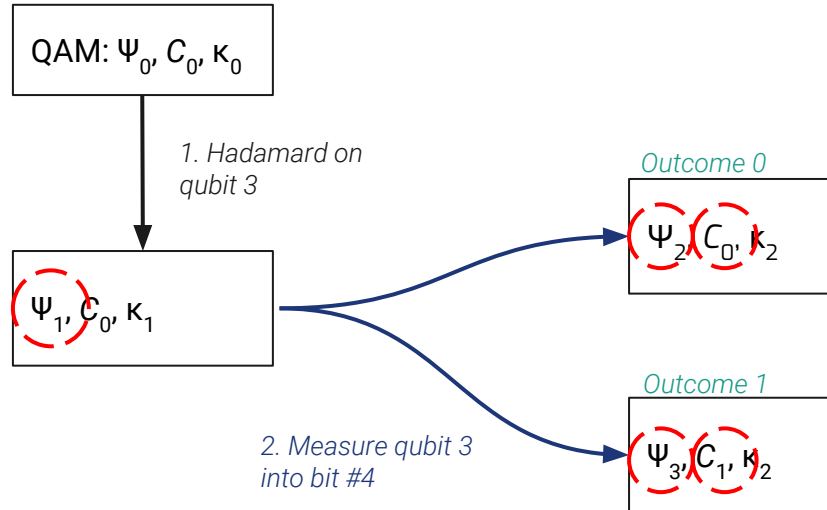 QAM: Ψ₀, C₀, κ₀
1. Hadamard on
qubit 3
Ψ₁, C₀, κ₁
Outcome 0
Ψ₂, C₀, κ₂
Outcome 1
Ψ₃, C₁, κ₂
2. Measure qubit 3
into bit #4